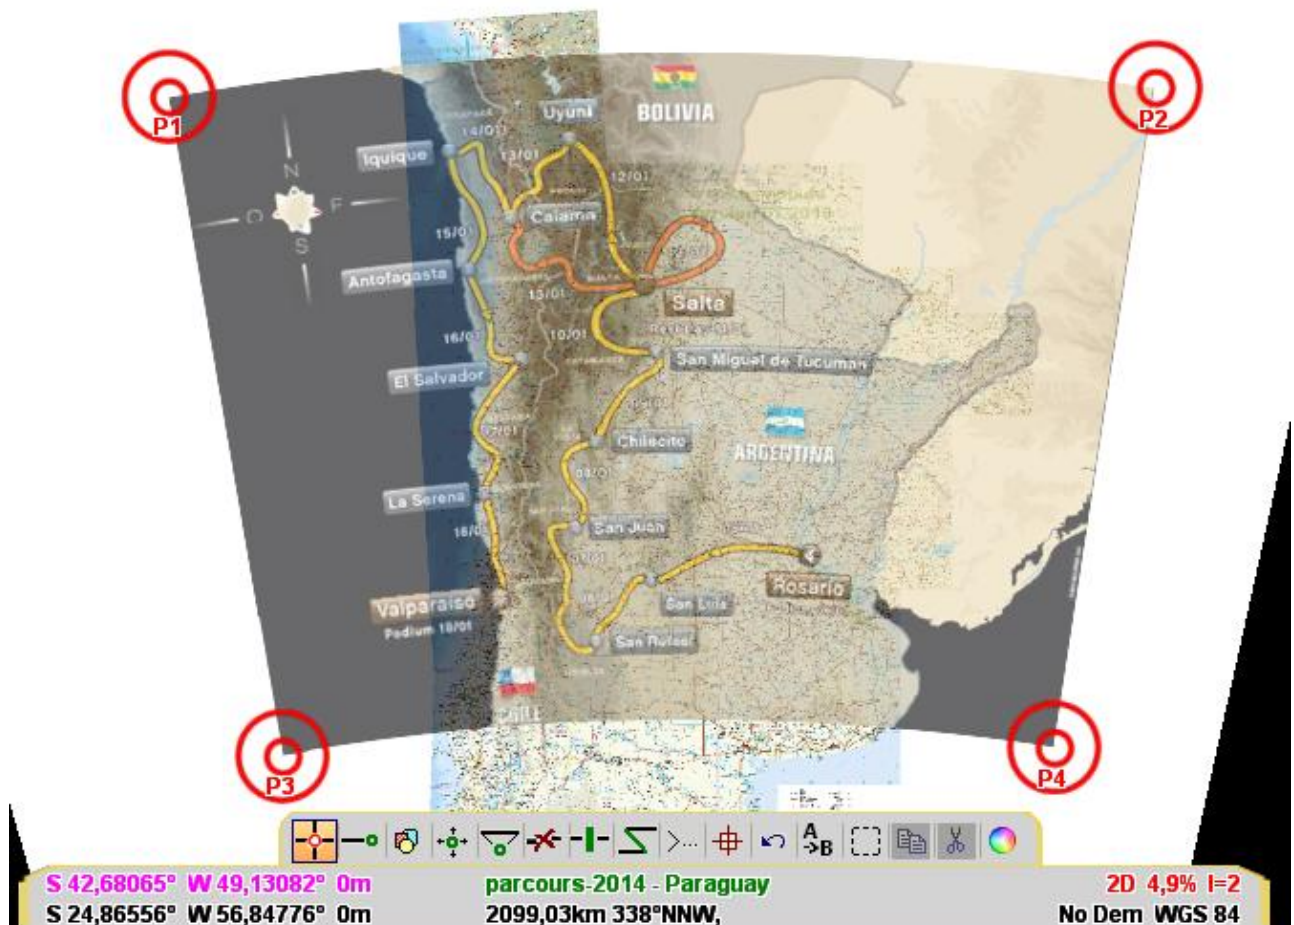 P1
P2
BOLIVIA
Uyuni
14/01
Iquique
13/01
12/01
N
O
E
S
Calama
15/01
Antofagasta
13/01
Salta
10/01
16/01
San Miguel de Tucuman
El Salvador
Chilecito
ARGENTINA
La Serena
San Juan
Rosario
San Luis
Valparaiso
Podium 18/01
San Rafael
P3
P4
A
->B
S 42,68065° W 49,13082° 0m
parcours-2014 - Paraguay
2D 4,9% I=2
S 24,86556° W 56,84776° 0m
2099,03km 338°NNW,
No Dem WGS 84